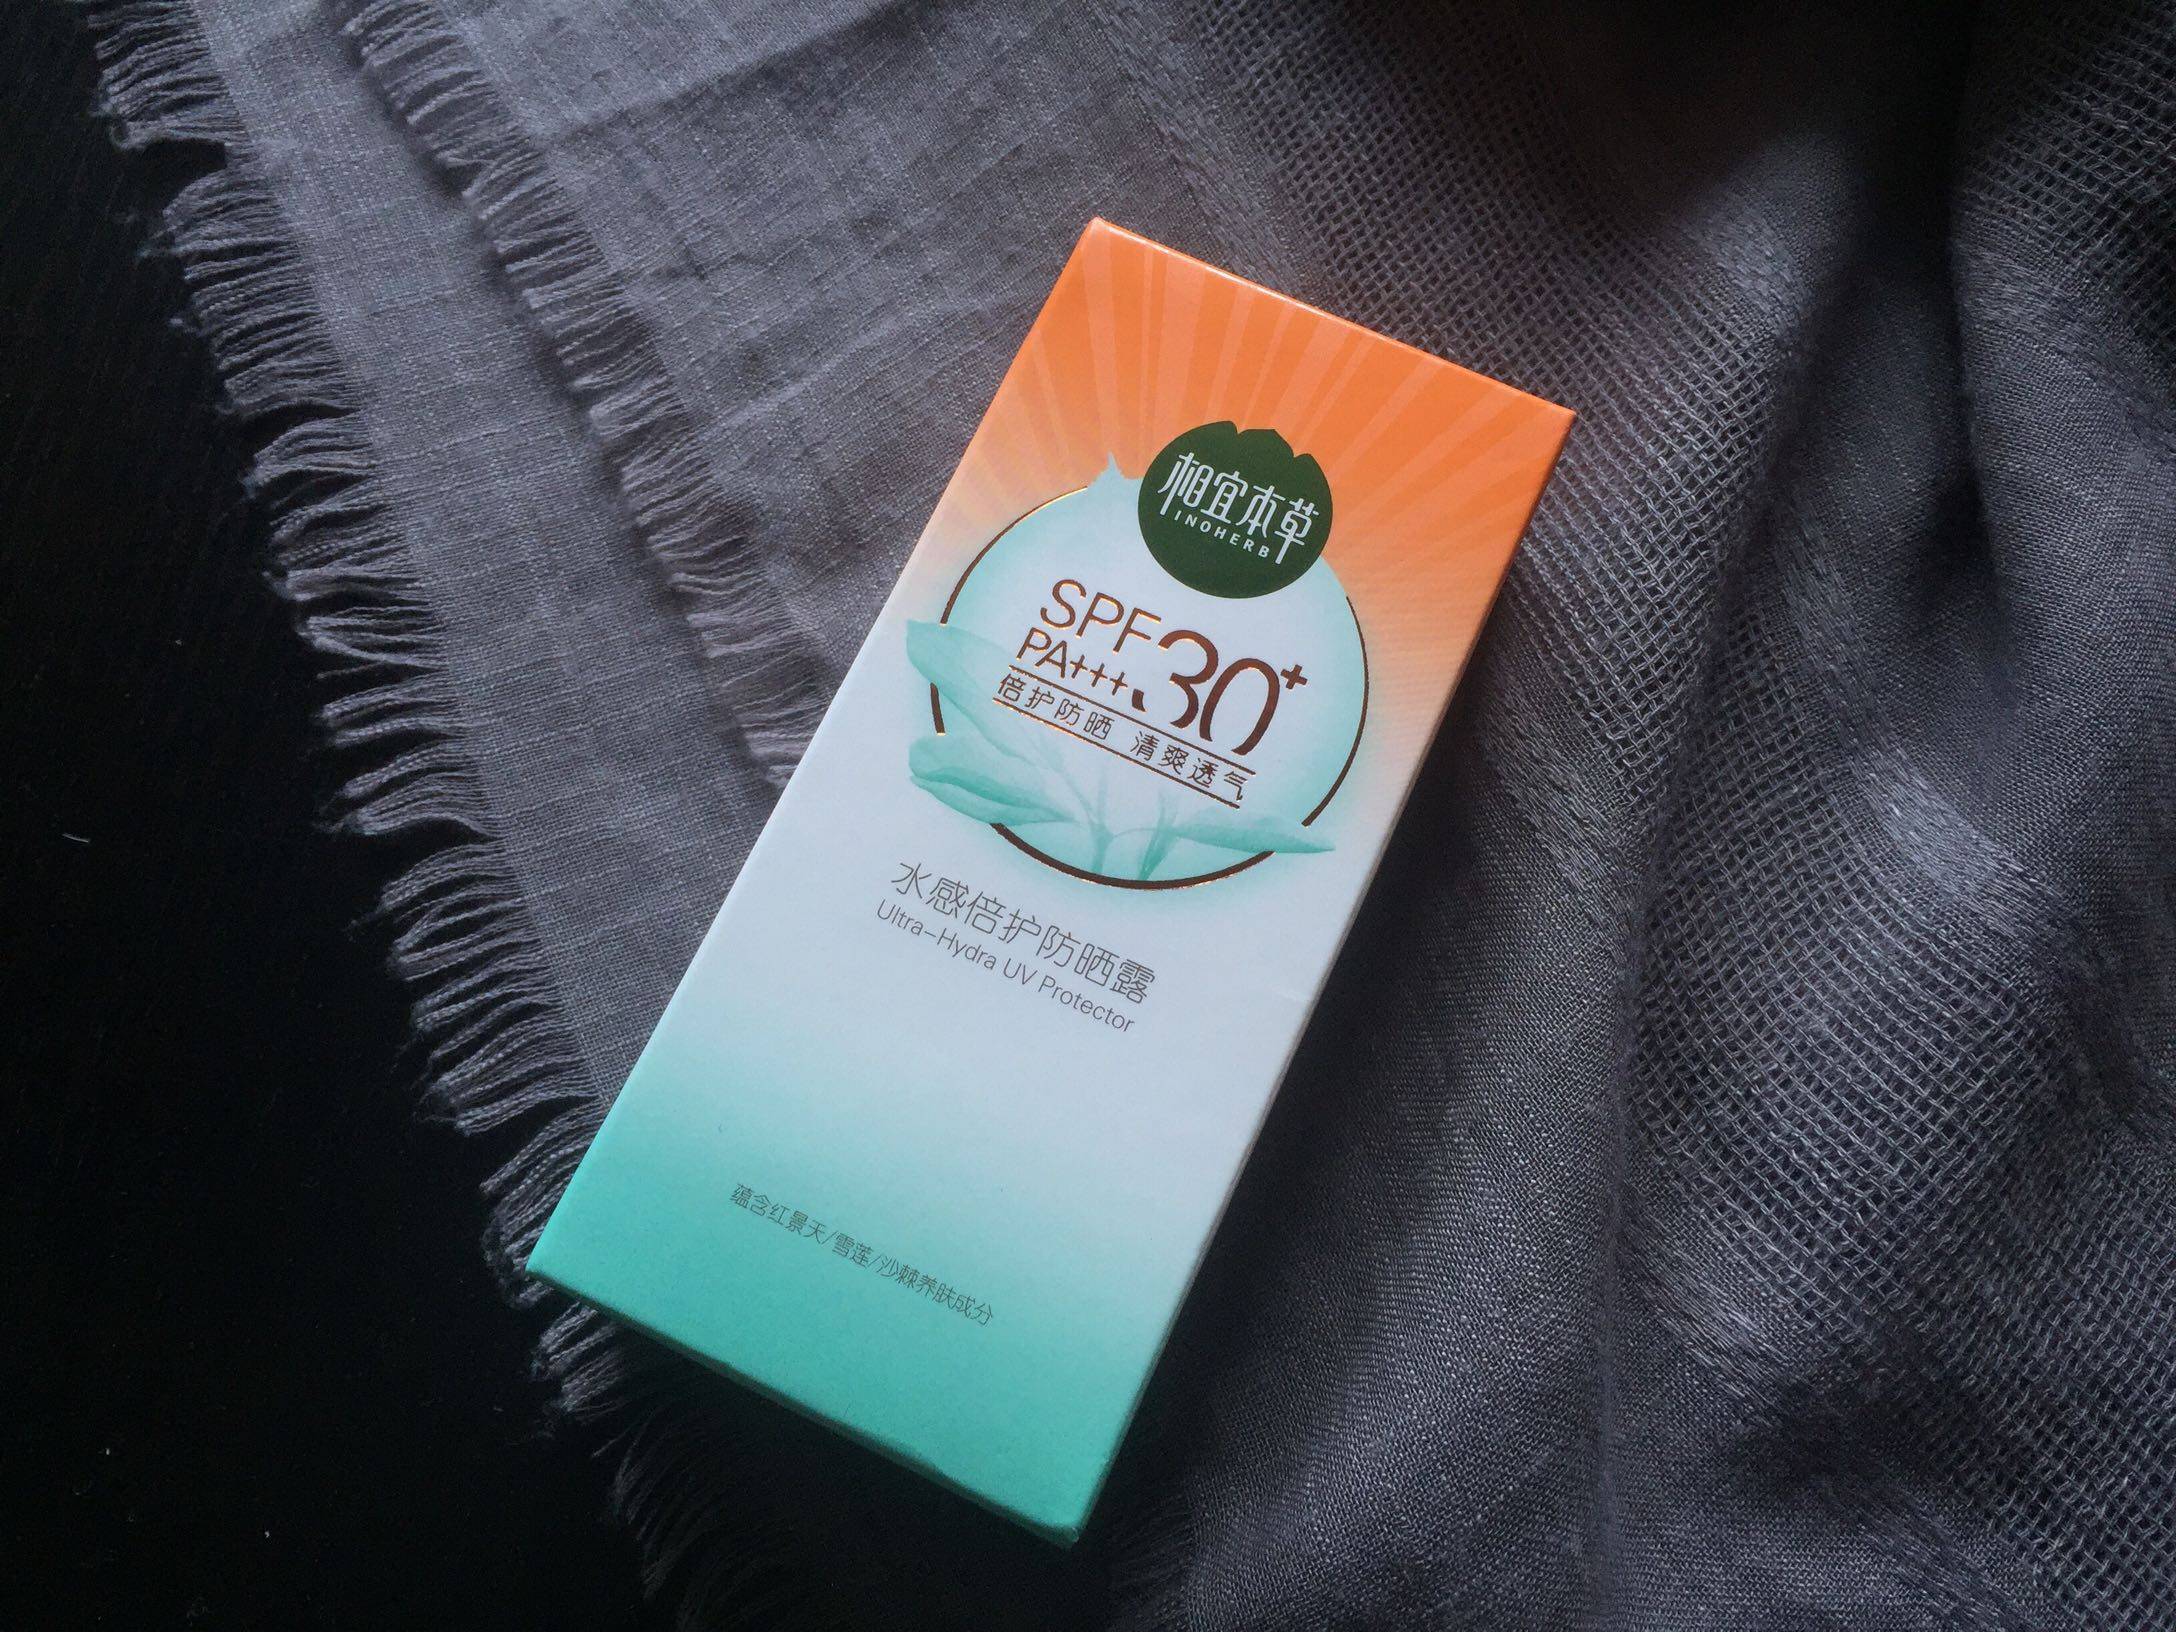 相宜本草
INOHERB
SPF30+
PA+++
倍护防晒 清爽透气
水感倍护防晒露
Ultra-Hydra UV Protector
蕴含红景天/雪莲/沙棘养肤成分